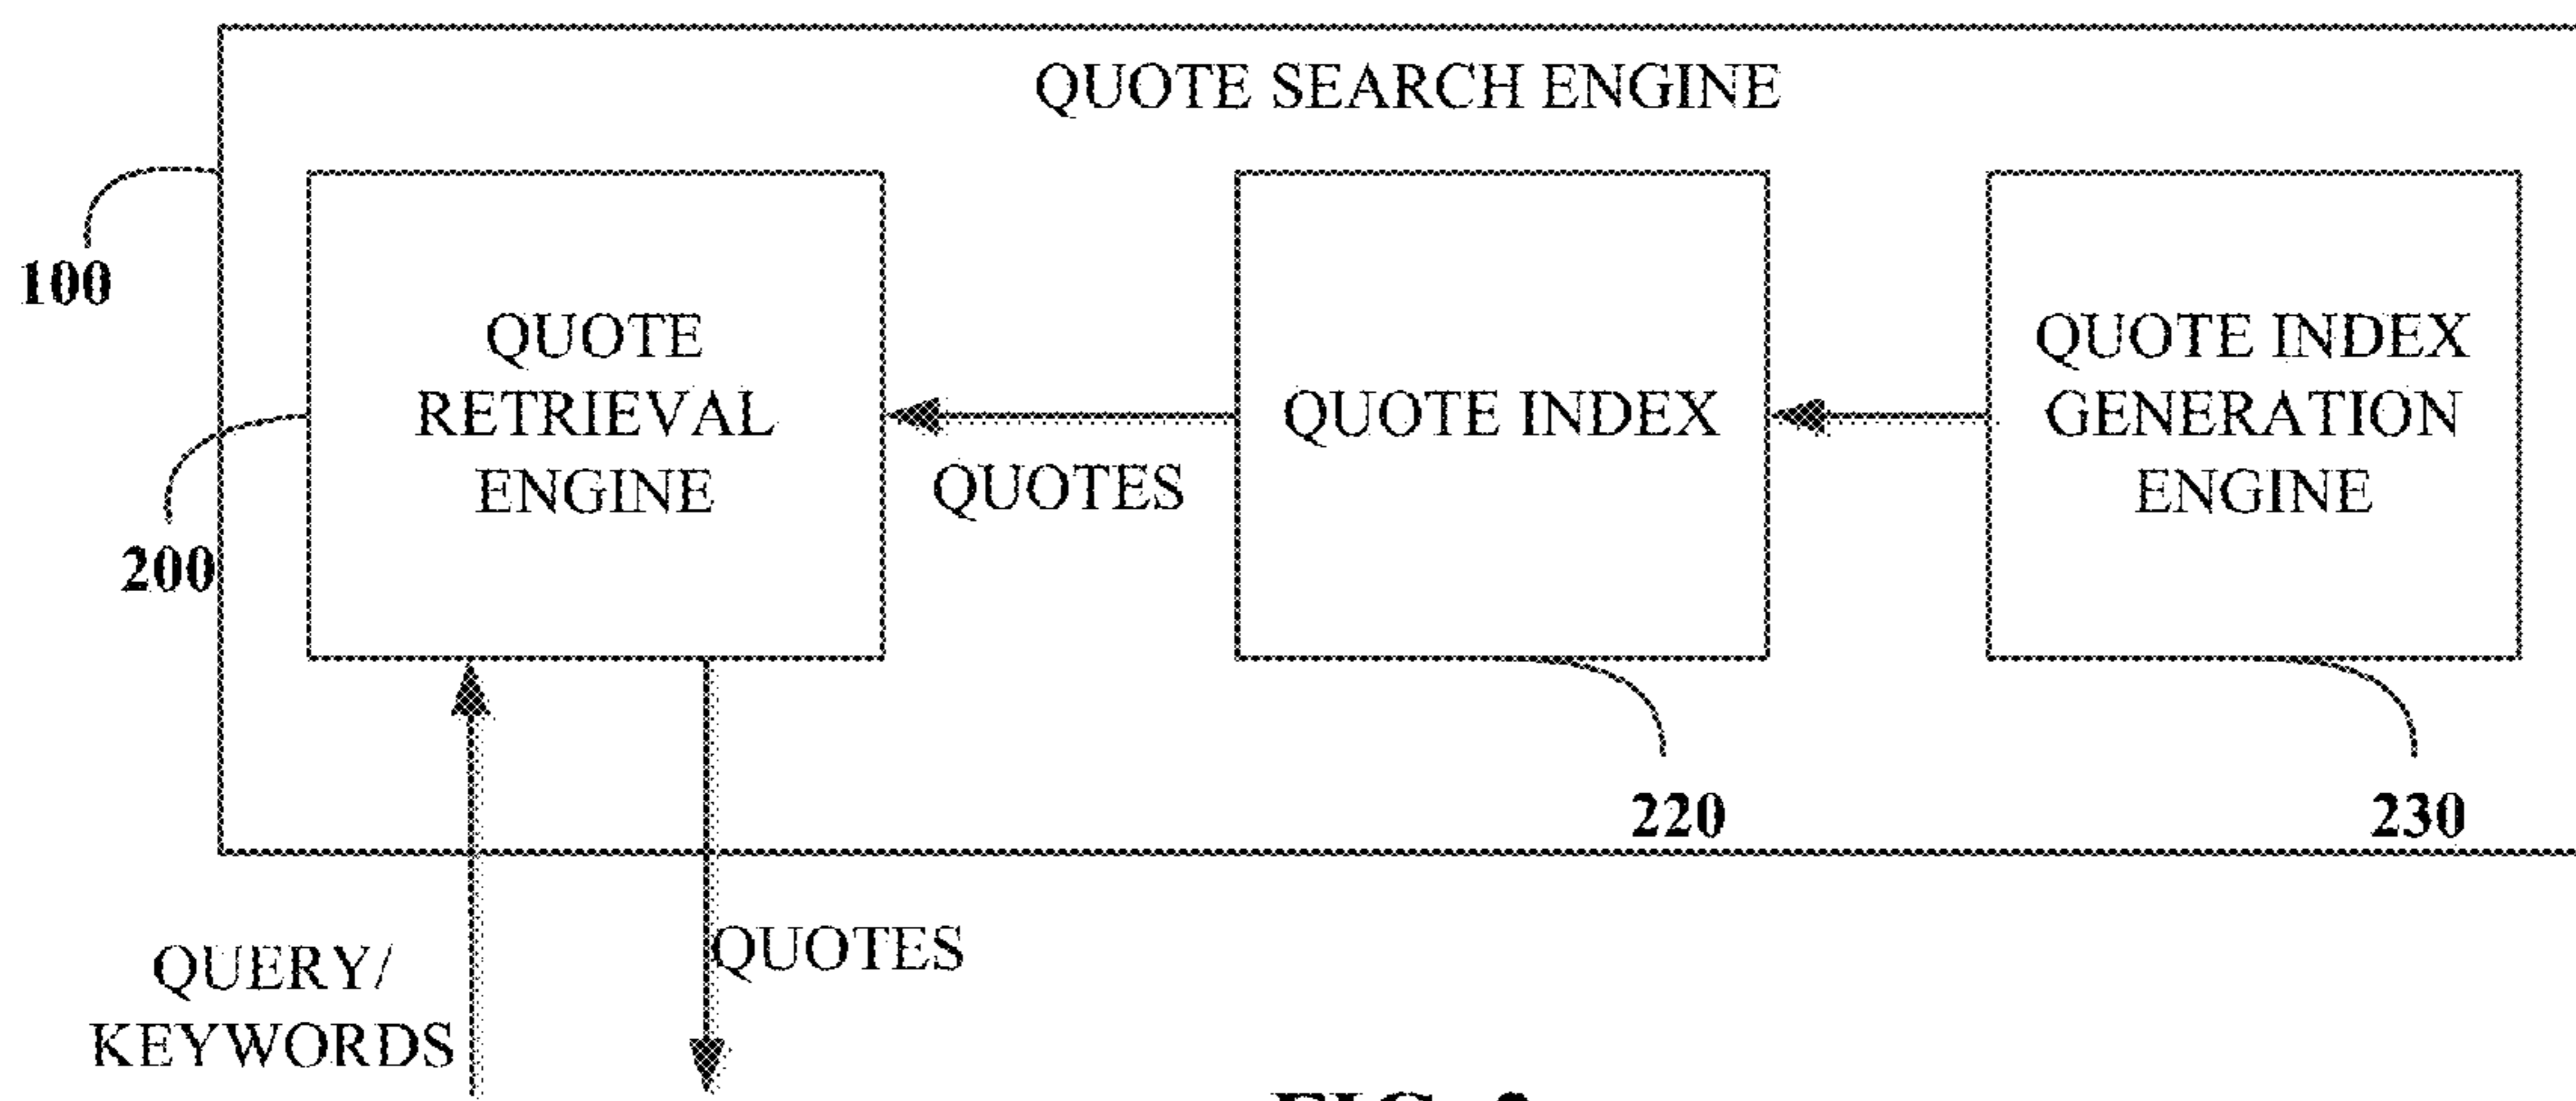 QUOTE SEARCH ENGINE
100
QUOTE
RETRIEVAL
ENGINE
200
QUOTES
QUOTE INDEX
220
QUOTE INDEX
GENERATION
ENGINE
230
QUERY/
KEYWORDS
QUOTES